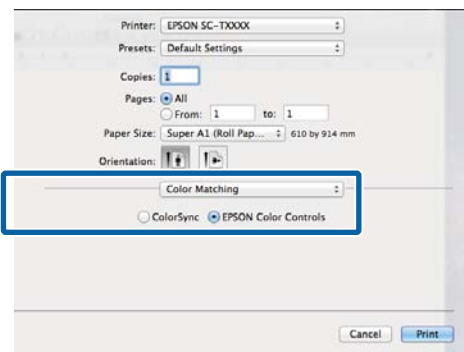 Printer: EPSON SC-TXXXX
Presets: Default Settings
Copies: 1
Pages: All
From: 1 to: 1
Paper Size: Super A1 (Roll Pap... 610 by 914 mm
Orientation:
Color Matching
ColorSync EPSON Color Controls
Cancel Print